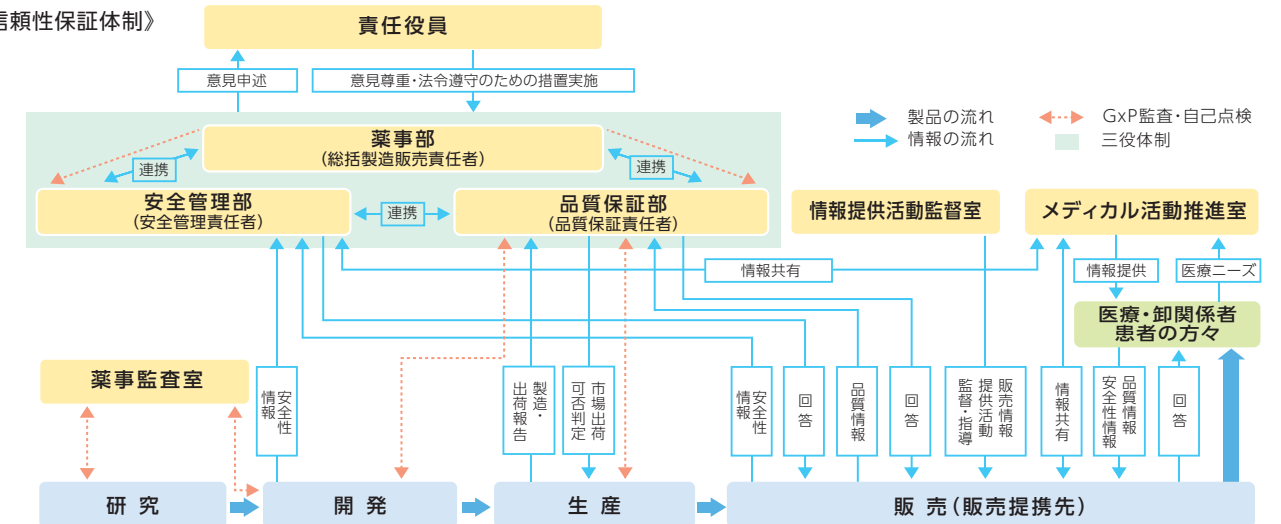 信頼性保証体制》
責任役員
意見申述
意見尊重・法令遵守のための措置実施
製品の流れ
情報の流れ
GxP監査・自己点検
三役体制
薬事部
(総括製造販売責任者)
連携
連携
安全管理部
(安全管理責任者)
連携
品質保証部
(品質保証責任者)
情報提供活動監督室
メディカル活動推進室
情報共有
情報提供
医療ニーズ
医療・卸関係者
患者の方々
薬事監査室
安全性
情報
製造・
出荷報告
市場出荷
可否判定
安全性
情報
回答
品質情報
回答
販売情報
提供活動
監督・指導
情報共有
品質情報
安全性情報
回答
研究
開発
生産
販売(販売提携先)